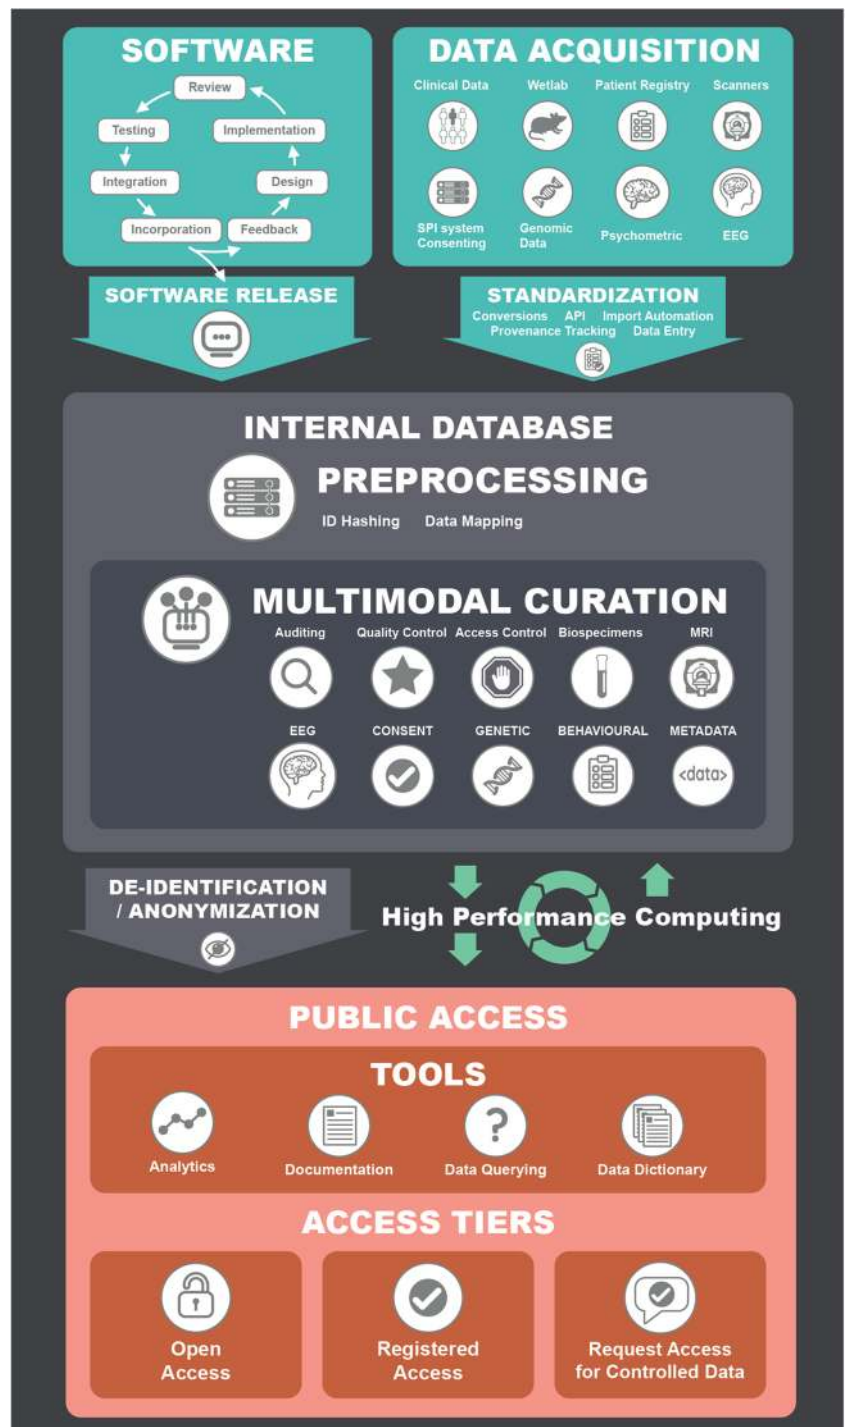 SOFTWARE
Review
Testing
Implementation
Integration
Design
Incorporation
Feedback
DATA ACQUISITION
Clinical Data
Wetlab
Patient Registry
Scanners
SPI system
Consenting
Genomic
Data
Psychometric
EEG
SOFTWARE RELEASE
STANDARDIZATION
Conversions API Import Automation
Provenance Tracking Data Entry
INTERNAL DATABASE
PREPROCESSING
ID Hashing Data Mapping
MULTIMODAL CURATION
Auditing
Quality Control
Access Control
Biospecimens
MRI
EEG
CONSENT
GENETIC
BEHAVIOURAL
METADATA
<data>
DE-IDENTIFICATION
/ ANONYMIZATION
High Performance Computing
PUBLIC ACCESS
TOOLS
?
Analytics
Documentation
Data Querying
Data Dictionary
ACCESS TIERS
Open
Access
Registered
Access
Request Access
for Controlled Data